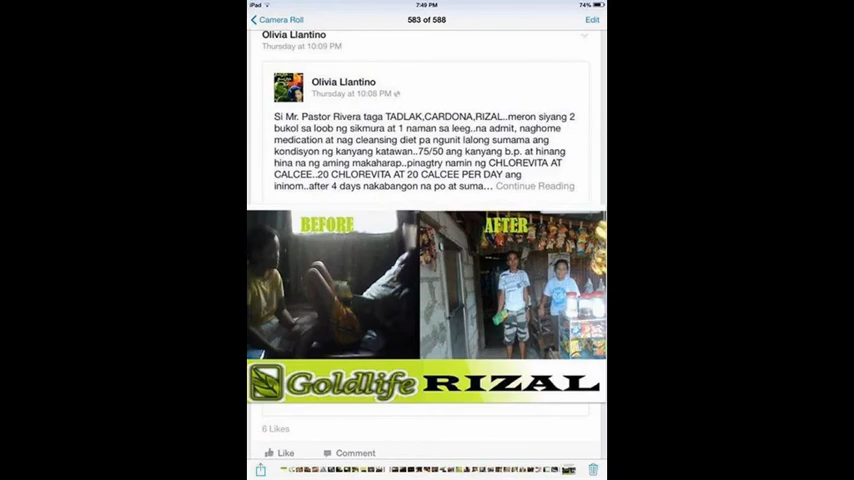 iPad
7:49 PM
74%
Camera Roll
583 of 588
Edit
Olivia Llantino
Thursday at 10:09 PM
Olivia Llantino
Thursday at 10:08 PM
Si Mr. Pastor Rivera taga TADLAK,CARDONA,RIZAL..meron siyang 2
bukol sa loob ng sikmura at 1 naman sa leeg..na admit, naghome
medication at nag cleansing diet pa ngunit lalong sumama ang
kondisyon ng kanyang katawan..75/50 ang kanyang b.p. at hinang
hina na ng aming makaharap..pinagtry namin ng CHLOREVITA AT
CALCEE..20 CHLOREVITA AT 20 CALCEE PER DAY ang
ininom..after 4 days nakabangon na po at suma... Continue Reading
BEFORE
AFTER
Goldlife RIZAL
6 Likes
Like
Comment